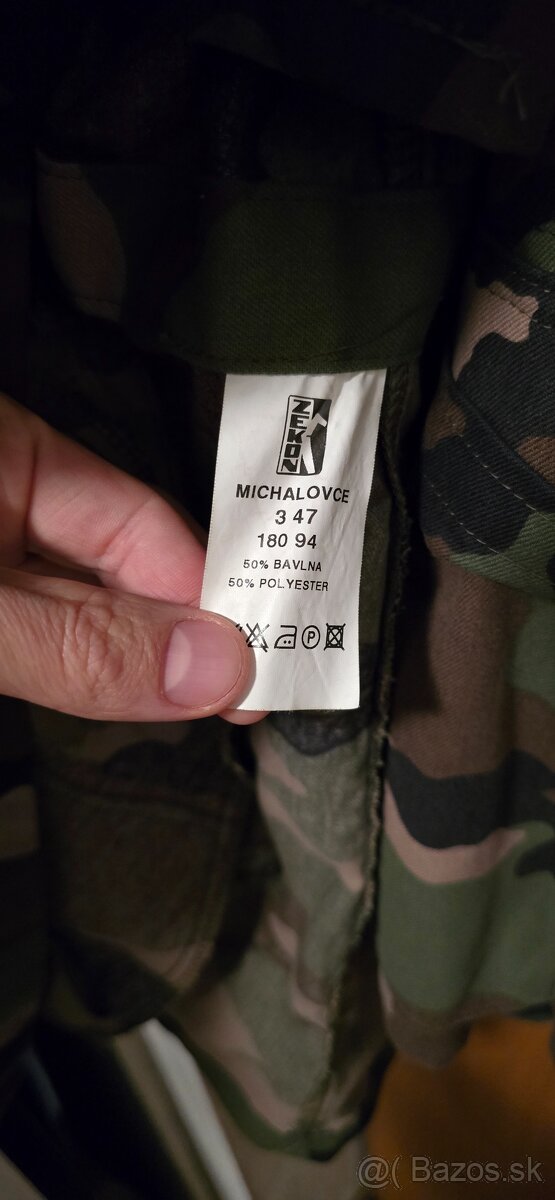 ZEKON
MICHALOVCE
3 47
180 94
50% BAVLNA
50% POLYESTER
P
@( Bazos.sk